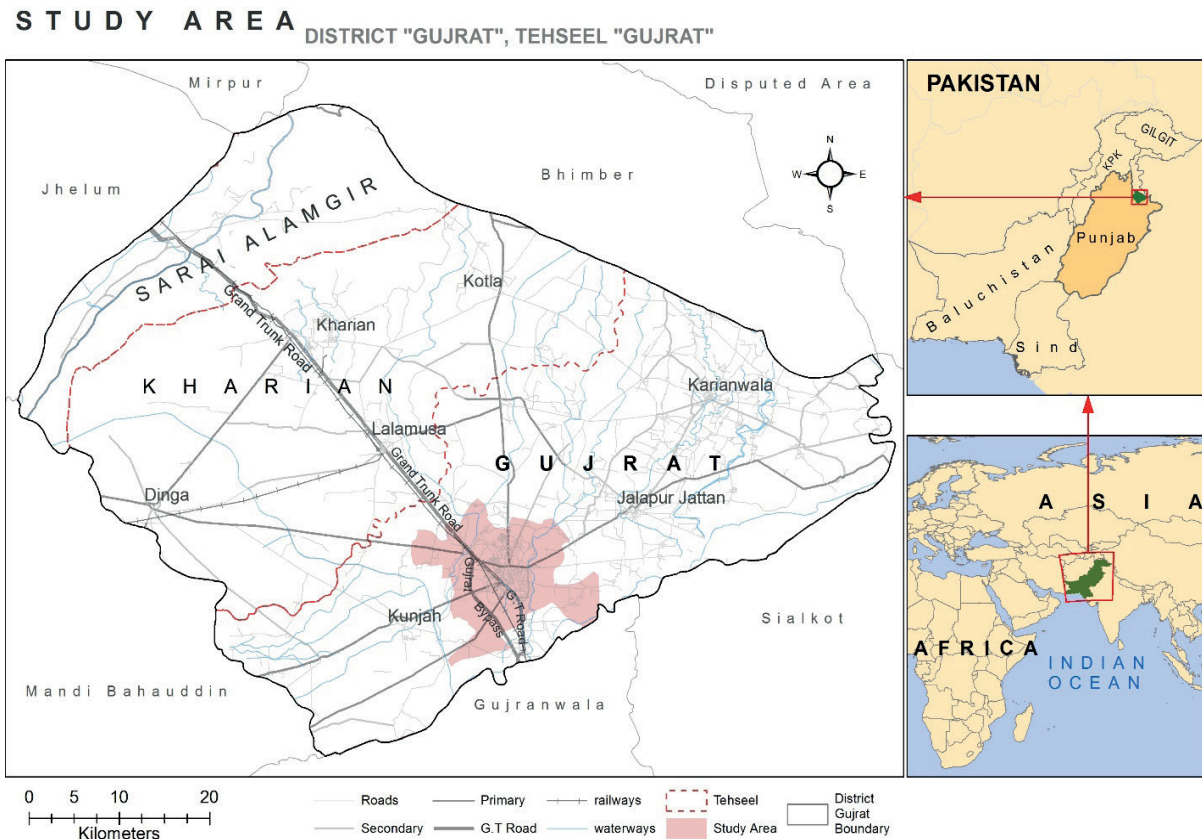 STUDY AREA DISTRICT "GUJRAT", TEHSEEL "GUJRAT"
Mirpur
Disputed Area
Jhelum
Bhimber
N
W E
S
SARAI ALAMGIR
Kotla
Grand Trunk Road
Kharian
KHARIAN
Karianwala
Lalamusa
GUJRAT
Grand Trunk Road
Dinga
Jalapur Jattan
Gujrat
Bypass
G.T Road
Kunjah
Sialkot
Mandi Bahauddin
Gujranwala
PAKISTAN
GILGIT
KPK
Punjab
Baluchistan
Sind
ASIA
AFRICA
INDIAN
OCEAN
0 5 10 20
Kilometers
Roads
Primary
railways
Tehseel
District
Gujrat
Boundary
Secondary
G.T Road
waterways
Study Area